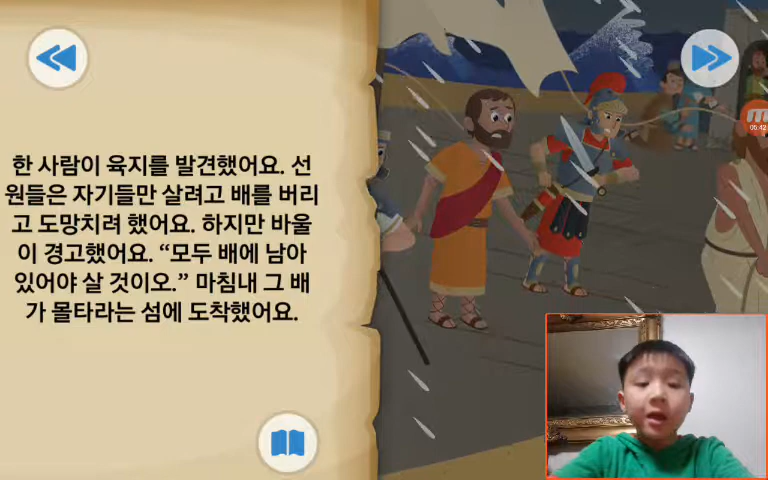 한 사람이 육지를 발견했어요. 선
원들은 자기들만 살려고 배를 버리
고 도망치려 했어요. 하지만 바울
이 경고했어요. “모두 배에 남아
있어야 살 것이오.” 마침내 그 배
가 몰타라는 섬에 도착했어요.
05:42